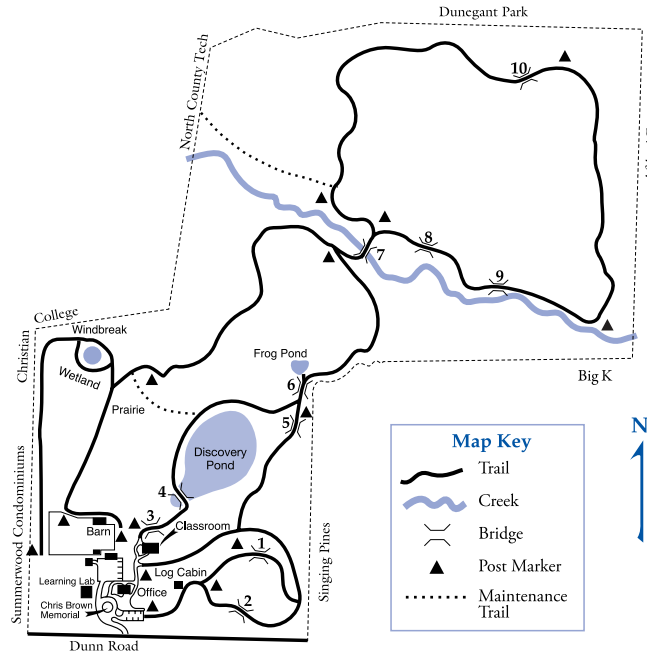 Dunegant Park
North County Tech
10
8
7
9
College
Christian
Windbreak
Wetland
Frog Pond
6
Prairie
5
Big K
Discovery
Pond
4
3
Classroom
Barn
1
Summerwood Condominiums
Singing Pines
Learning Lab
Log Cabin
Office
2
Chris Brown
Memorial
Dunn Road
Map Key
Trail
Creek
Bridge
Post Marker
Maintenance
Trail
N